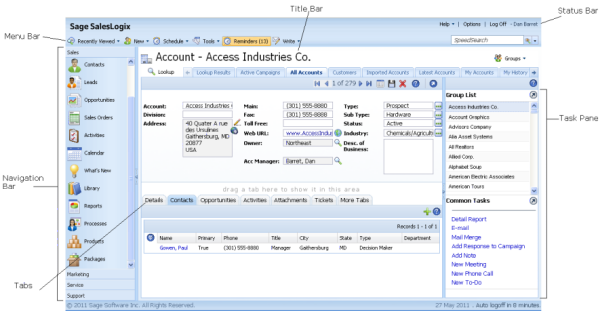 Title Bar
Status Bar
Menu Bar
Navigation Bar
Tabs
Task Pane
Sage SalesLogix
Help | Options | Log Off - Dan Barret
Recently Viewed New Schedule Tools Reminders (13) Write
SpeedSearch
Sales
Contacts
Leads
Opportunities
Sales Orders
Activities
Calendar
What's New
Library
Reports
Processes
Products
Packages
Marketing
Service
Support
Account - Access Industries Co.
Groups
Lookup + Lookup Results Active Campaigns All Accounts Customers Imported Accounts Latest Accounts My Accounts My History
1 of 279
Account: Access Industries Main: (301) 555-8880 Type: Prospect
Division: Fax: (301) 555-8880 Sub Type: Hardware
Address: 40 Quater A rue des Ursulines Gaithersburg, MD 20877 USA Toll Free: Status: Active
Web URL: www.AccessIndus Industry: Chemicals/Agricultu
Owner: Northeast Desc. of Business:
Acc Manager: Barret, Dan
drag a tab here to show it in this area
Details Contacts Opportunities Activities Attachments Tickets More Tabs
Records 1 - 1 of 1
Name Primary Phone Title City State Type Department
Gowen, Paul True (301) 555-8880 Manager Gaithersburg MD Decision Maker
Group List
Access Industries Co.
Account Graphics
Advisors Company
Alla Asset Systems
All Realtors
Allied Corp.
Alphabet Soup
American Electric Associates
American Tours
Common Tasks
Detail Report
E-mail
Mail Merge
Add Response to Campaign
Add Note
New Meeting
New Phone Call
New To-Do
© 2011 Sage Software Inc. All Rights Reserved.
27 May 2011 Auto logoff in 6 minutes.